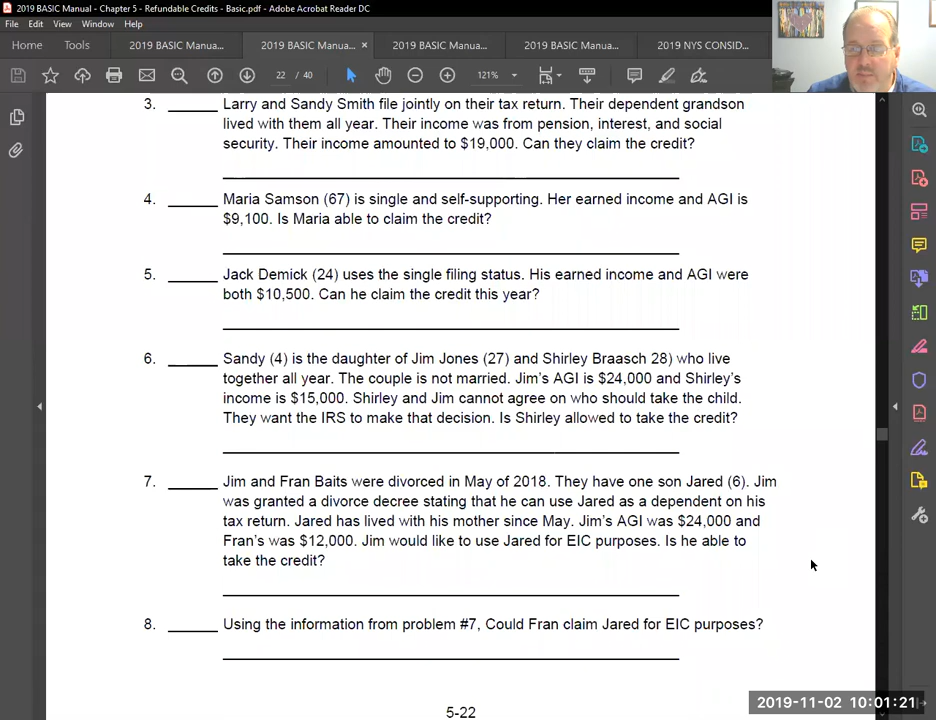 2019 BASIC Manual - Chapter 5 - Refundable Credits - Basic.pdf - Adobe Acrobat Reader DC
File Edit View Window Help
Home Tools 2019 BASIC Manua... 2019 BASIC Manua... × 2019 BASIC Manua... 2019 BASIC Manua... 2019 NYS CONSID...
22 / 40 121%
3. ______ Larry and Sandy Smith file jointly on their tax return. Their dependent grandson
lived with them all year. Their income was from pension, interest, and social
security. Their income amounted to $19,000. Can they claim the credit?
4. ______ Maria Samson (67) is single and self-supporting. Her earned income and AGI is
$9,100. Is Maria able to claim the credit?
5. ______ Jack Demick (24) uses the single filing status. His earned income and AGI were
both $10,500. Can he claim the credit this year?
6. ______ Sandy (4) is the daughter of Jim Jones (27) and Shirley Braasch 28) who live
together all year. The couple is not married. Jim's AGI is $24,000 and Shirley's
income is $15,000. Shirley and Jim cannot agree on who should take the child.
They want the IRS to make that decision. Is Shirley allowed to take the credit?
7. ______ Jim and Fran Baits were divorced in May of 2018. They have one son Jared (6). Jim
was granted a divorce decree stating that he can use Jared as a dependent on his
tax return. Jared has lived with his mother since May. Jim's AGI was $24,000 and
Fran's was $12,000. Jim would like to use Jared for EIC purposes. Is he able to
take the credit?
8. ______ Using the information from problem #7, Could Fran claim Jared for EIC purposes?
5-22
2019-11-02 10:01:21